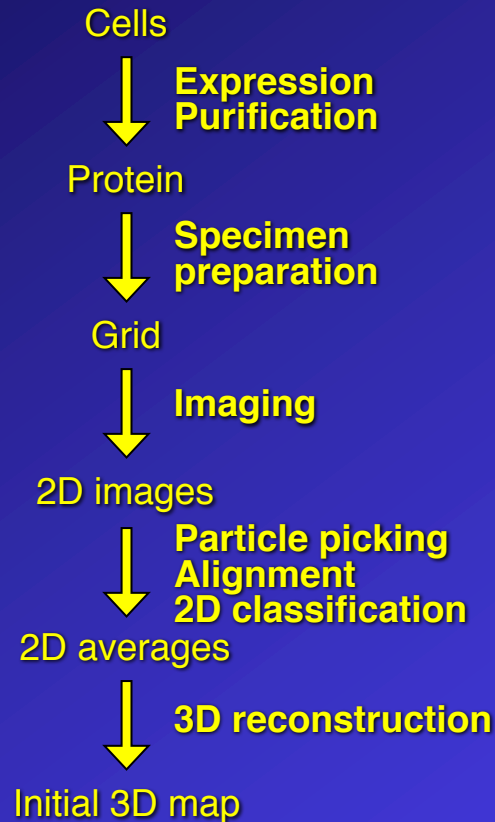 Cells
Expression
Purification
Protein
Specimen
preparation
Grid
Imaging
2D images
Particle picking
Alignment
2D classification
2D averages
3D reconstruction
Initial 3D map